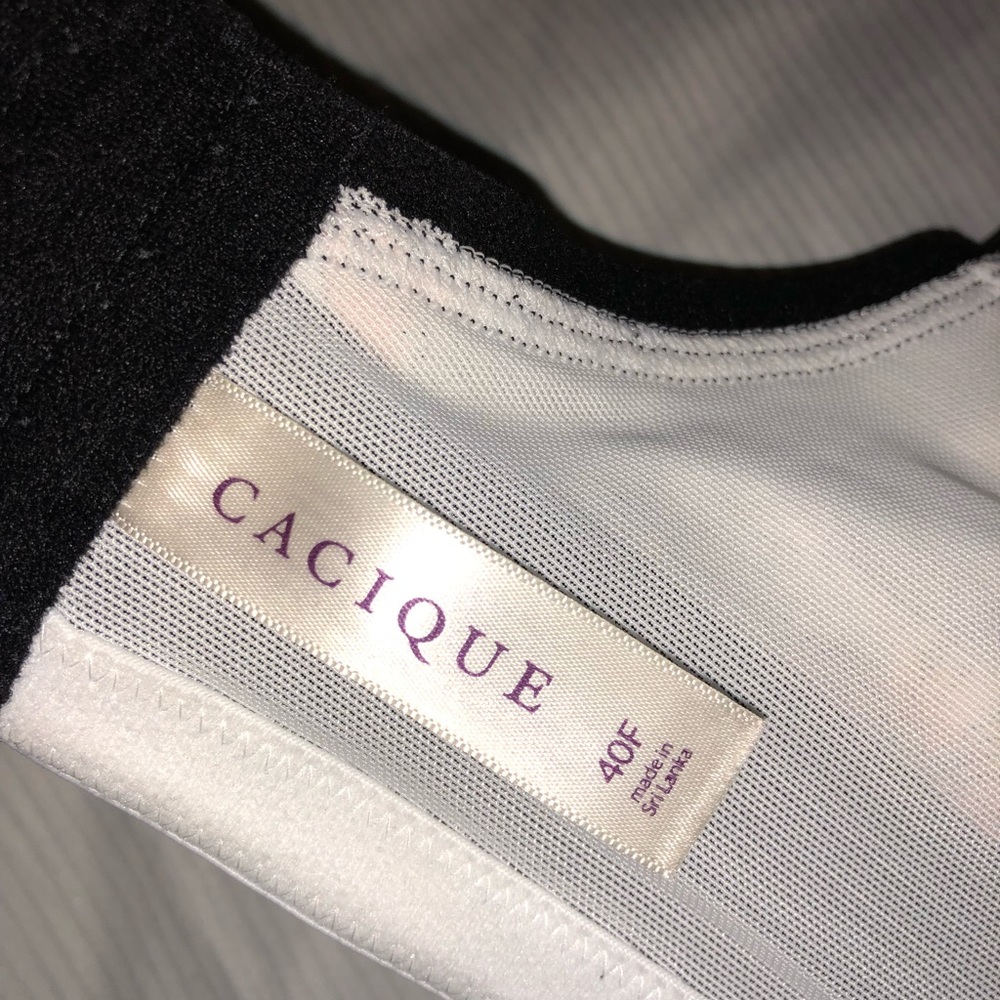 CACIQUE
40F
made in
Sri Lanka